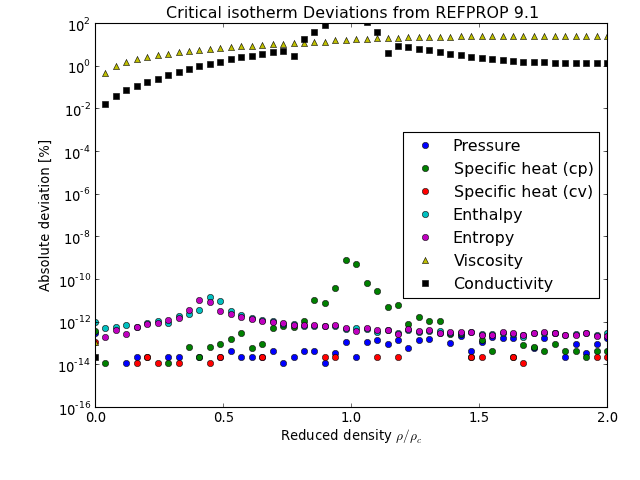 Critical isotherm Deviations from REFPROP 9.1
Absolute deviation [%]
10^2
10^0
10^-2
10^-4
10^-6
10^-8
10^-10
10^-12
10^-14
10^-16
Pressure
Specific heat (cp)
Specific heat (cv)
Enthalpy
Entropy
Viscosity
Conductivity
0.0 0.5 1.0 1.5 2.0
Reduced density ρ/ρ_c